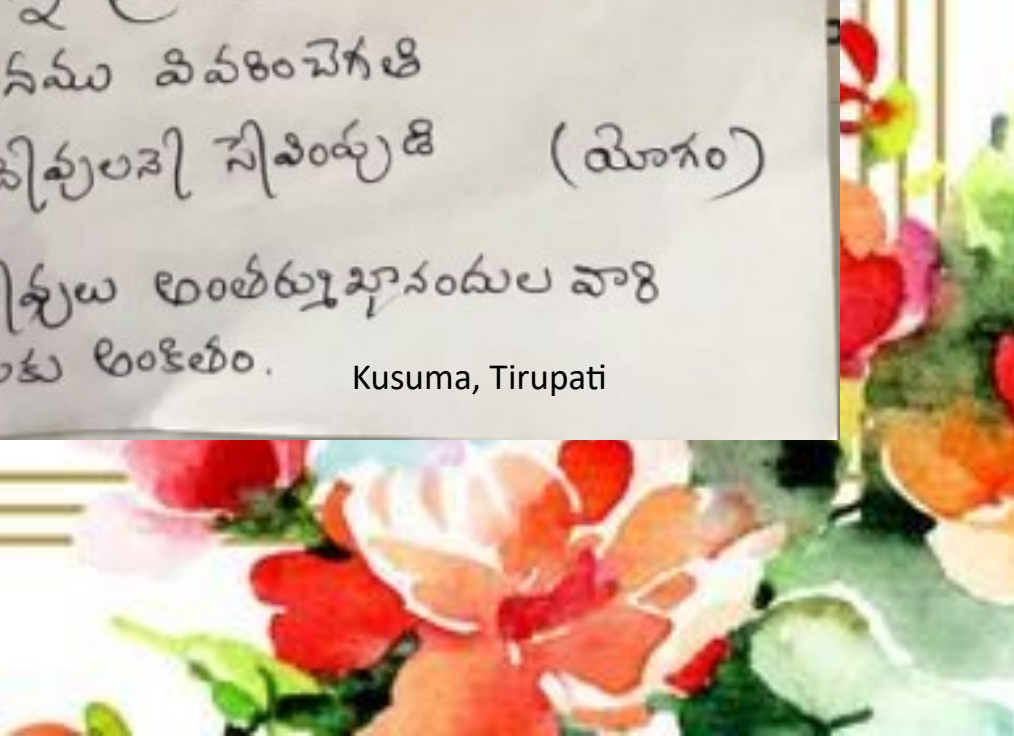 నము వివరించెగతి
సేవింపుడి (యోగం)
అంతర్ముఖానందుల వారి
అంకితం.
Kusuma, Tirupati